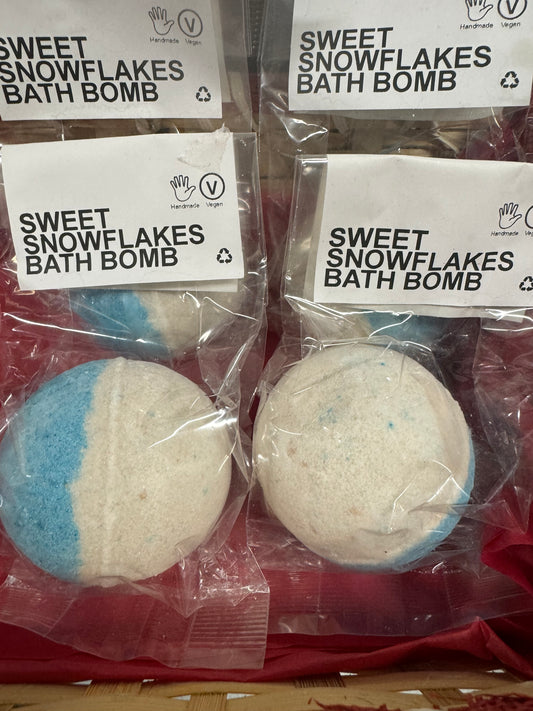 Handmade Vegan
SWEET
SNOWFLAKES
BATH BOMB
Handmade V
SWEET
SNOWFLAKES
BATH BOMB
V
Handmade Vegan
SWEET
SNOWFLAKES
BATH BOMB
Handmade
SWEET
SNOWFLAKES
BATH BOMB